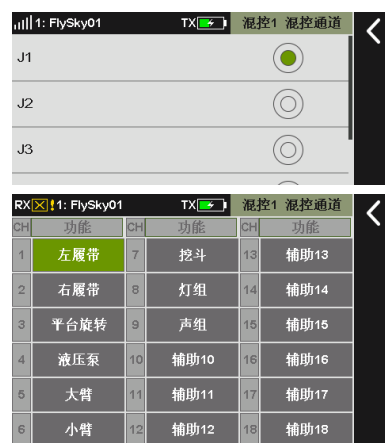 1: FlySky01 TX 混控1 混控通道
J1
J2
J3
RX 1: FlySky01 TX 混控1 混控通道
CH 功能 CH 功能 CH 功能
1 左履带 7 挖斗 13 辅助13
2 右履带 8 灯组 14 辅助14
3 平台旋转 9 声组 15 辅助15
4 液压泵 10 辅助10 16 辅助16
5 大臂 11 辅助11 17 辅助17
6 小臂 12 辅助12 18 辅助18